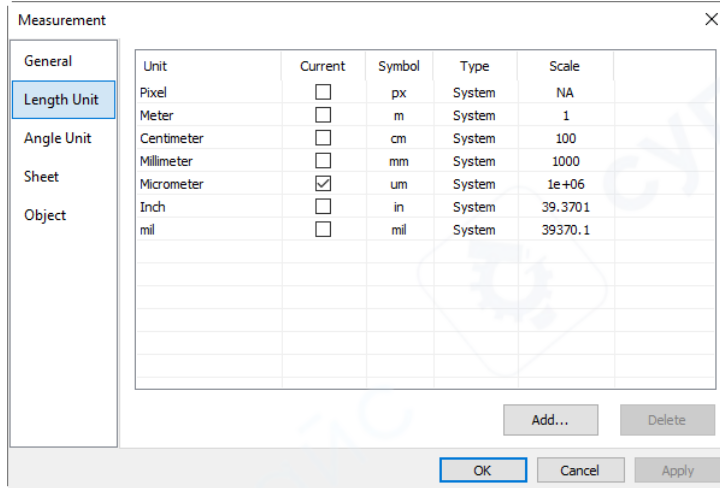 Measurement
General
Length Unit
Angle Unit
Sheet
Object
Unit Current Symbol Type Scale
Pixel px System NA
Meter m System 1
Centimeter cm System 100
Millimeter mm System 1000
Micrometer um System 1e+06
Inch in System 39.3701
mil mil System 39370.1
Add... Delete
OK Cancel Apply